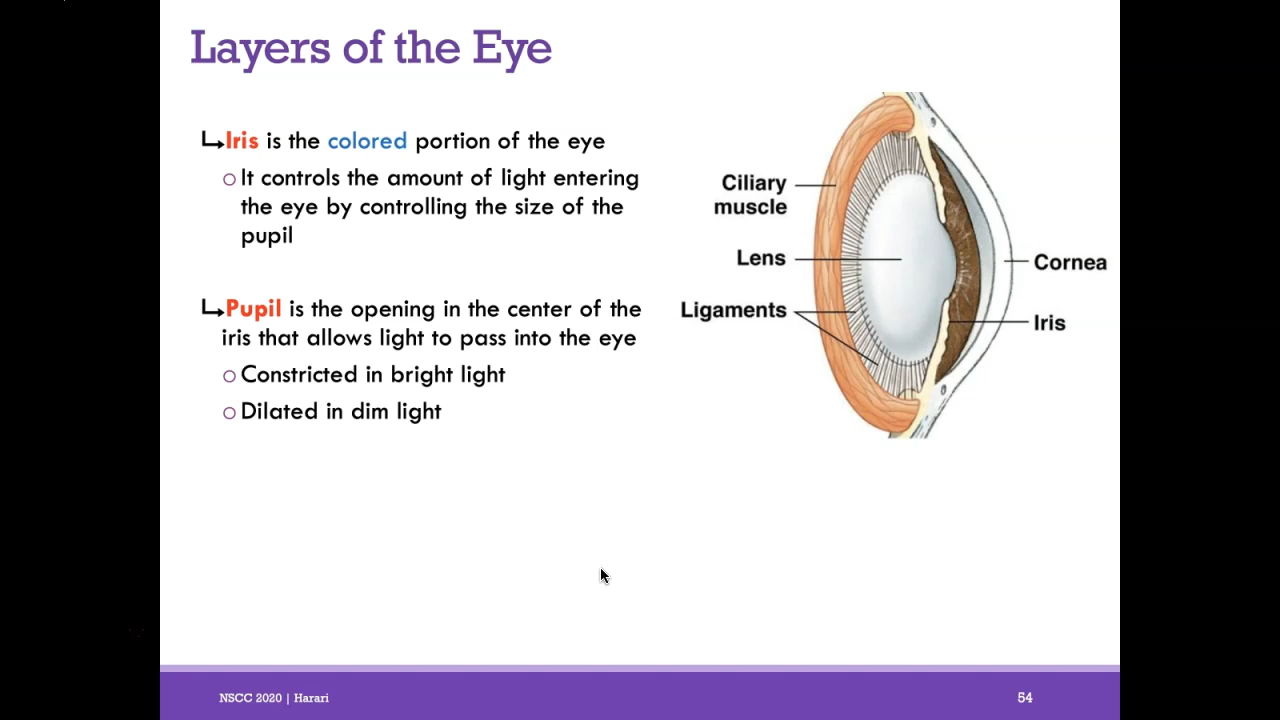 Layers of the Eye
Iris is the colored portion of the eye
It controls the amount of light entering
the eye by controlling the size of the
pupil
Pupil is the opening in the center of the
iris that allows light to pass into the eye
Constricted in bright light
Dilated in dim light
Ciliary
muscle
Lens
Ligaments
Cornea
Iris
NSCC 2020 | Harari
54